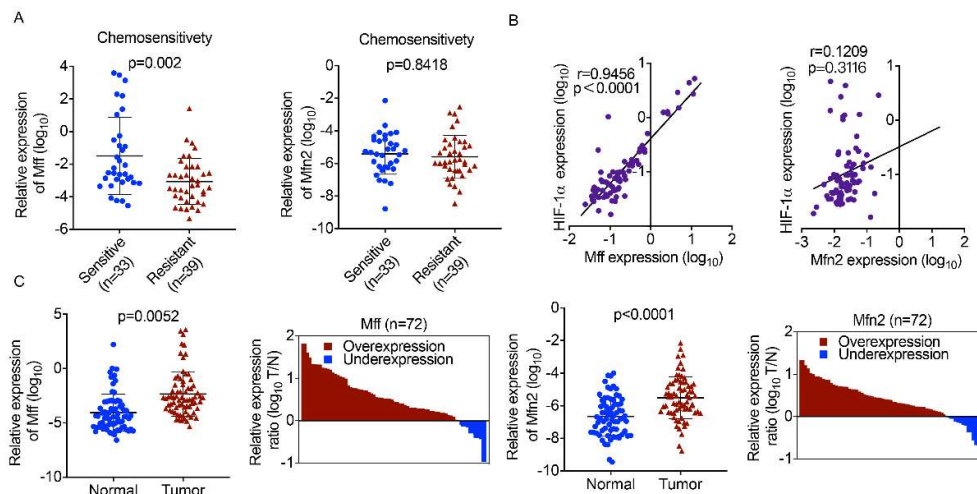 A
Chemosensitivety
p=0.002
Relative expression
of Mff (log10)
4
2
0
-2
-4
-6
Sensitive
(n=33)
Resistant
(n=39)
Chemosensitivety
p=0.8418
Relative expression
of Mfn2 (log10)
0
-2
-4
-6
-8
-10
Sensitive
(n=33)
Resistant
(n=39)
B
r=0.9456
p<0.0001
HIF-1α expression (log10)
1
0
-1
-2 -1 0 1 2
Mff expression (log10)
r=0.1209
p=0.3116
HIF-1α expression (log10)
1
0
-1
-3 -2 -1 0 1 2
Mfn2 expression (log10)
C
p=0.0052
Relative expression
of Mff (log10)
5
0
-5
-10
Normal Tumor
Mff (n=72)
Overexpression
Underexpression
Relative expression
ratio (log10 T/N)
2
1
0
-1
p<0.0001
Relative expression
of Mfn2 (log10)
0
-2
-4
-6
-8
-10
Normal Tumor
Mfn2 (n=72)
Overexpression
Underexpression
Relative expression
ratio (log10 T/N)
2
1
0
-1